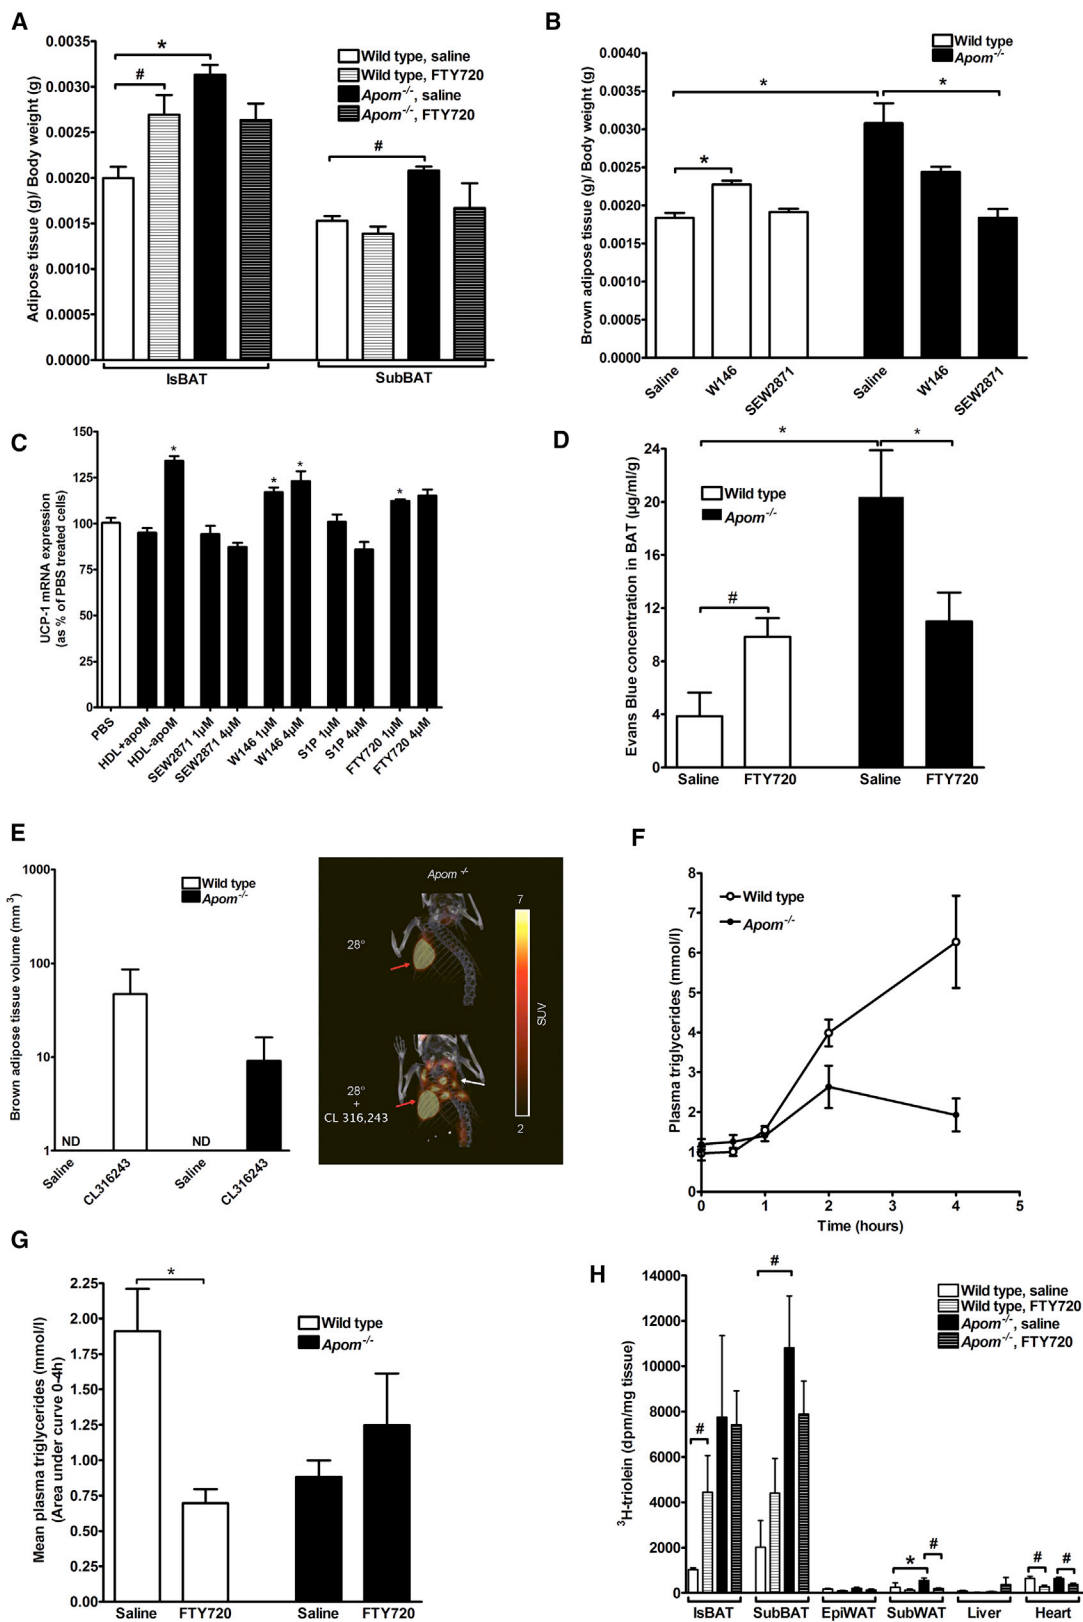 A
0.0035
0.0030
0.0025
0.0020
0.0015
0.0010
0.0005
0.0000
Adipose tissue (g)/ Body weight (g)
*
#
#
Wild type, saline
Wild type, FTY720
Apom-/-, saline
Apom-/-, FTY720
IsBAT
SubBAT
B
0.0040
0.0035
0.0030
0.0025
0.0020
0.0015
0.0010
0.0005
0.0000
Brown adipose tissue (g)/ Body weight (g)
Wild type
Apom-/-
*
*
*
Saline
W146
SEW2871
Saline
W146
SEW2871
C
150
125
100
75
50
25
0
UCP-1 mRNA expression
(as % of PBS treated cells)
*
*
*
*
PBS
HDL+apoM
HDL-apoM
SEW2871 1µM
SEW2871 4µM
W146 1µM
W146 4µM
S1P 1µM
S1P 4µM
FTY720 1µM
FTY720 4µM
D
24
20
16
12
8
4
0
Evans Blue concentration in BAT (µg/ml/g)
*
*
#
Wild type
Apom-/-
Saline
FTY720
Saline
FTY720
E
1000
100
10
1
Brown adipose tissue volume (mm3)
Wild type
Apom-/-
ND
ND
Saline
CL316243
Saline
CL316243
Apom -/-
28°
28°
+
CL 316,243
7
SUV
2
F
8
7
6
5
4
3
2
1
0
Plasma triglycerides (mmol/l)
Wild type
Apom-/-
0
1
2
3
4
5
Time (hours)
G
2.25
2.00
1.75
1.50
1.25
1.00
0.75
0.50
0.25
0.00
Mean plasma triglycerides (mmol/l)
(Area under curve 0-4h)
*
Wild type
Apom-/-
Saline
FTY720
Saline
FTY720
H
14000
12000
10000
8000
6000
4000
2000
0
3H-triolein (dpm/mg tissue)
#
#
*
#
#
#
Wild type, saline
Wild type, FTY720
Apom-/-, saline
Apom-/-, FTY720
IsBAT
SubBAT
EpiWAT
SubWAT
Liver
Heart